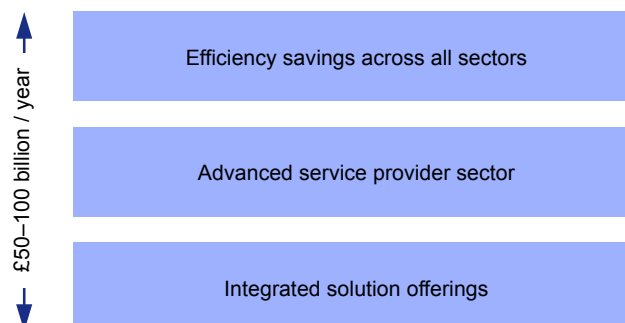 Efficiency savings across all sectors
£50–100 billion / year
Advanced service provider sector
Integrated solution offerings